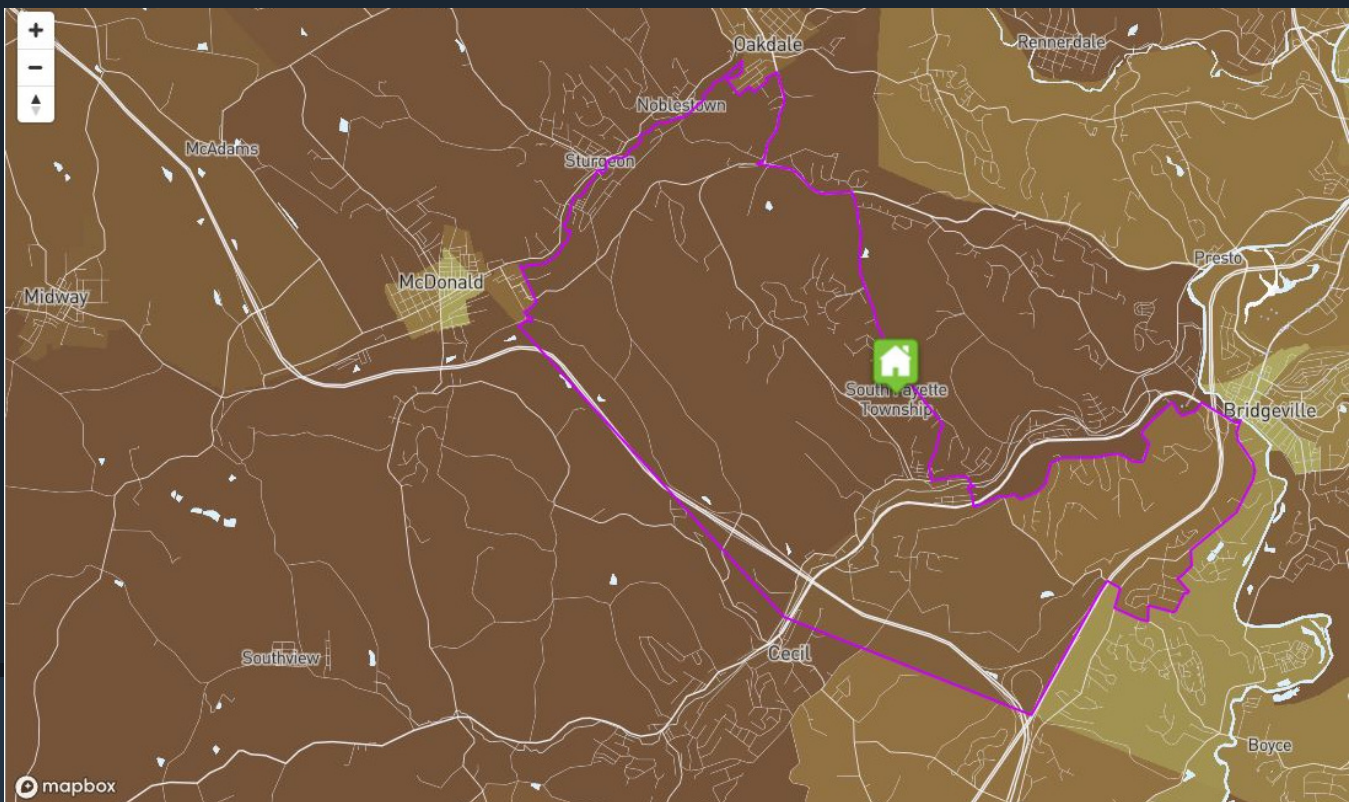 Oakdale
Rennerdale
Noblestown
McAdams
Sturgeon
Presto
McDonald
Midway
South Fayette
Township
Bridgeville
Cecil
Southview
Boyce
mapbox